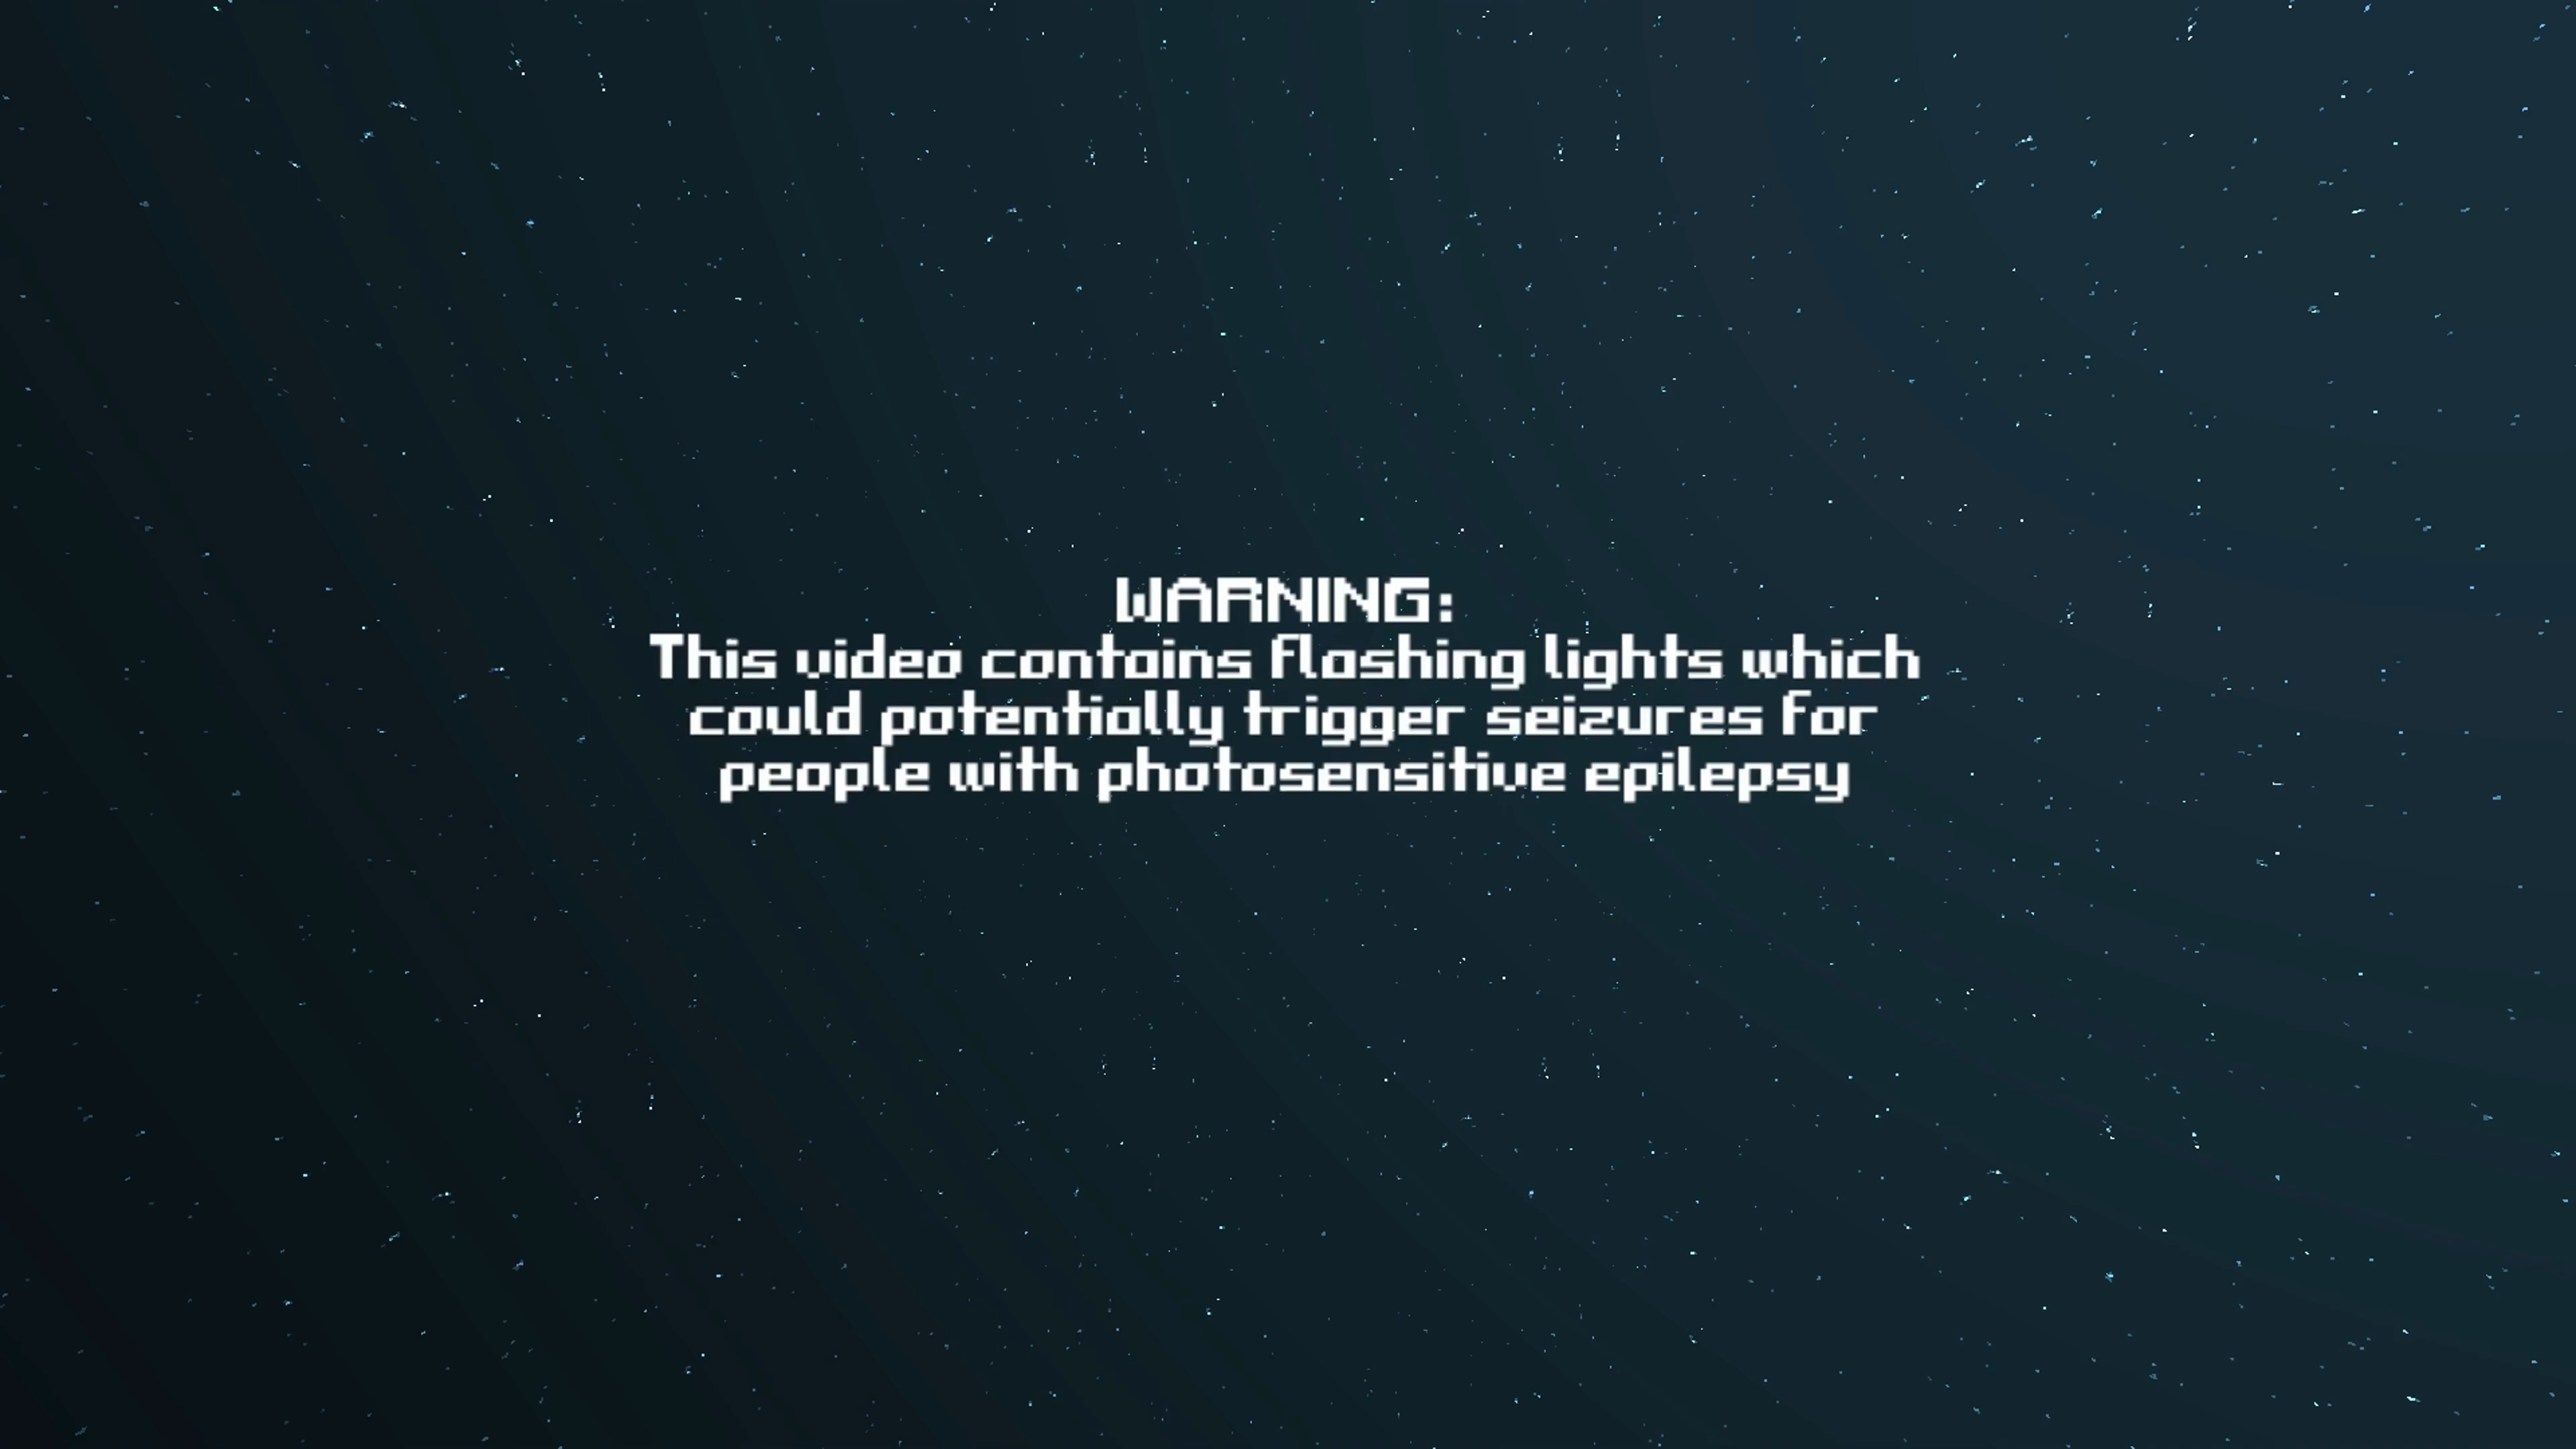 WARNING:
This video contains flashing lights which
could potentially trigger seizures for
people with photosensitive epilepsy